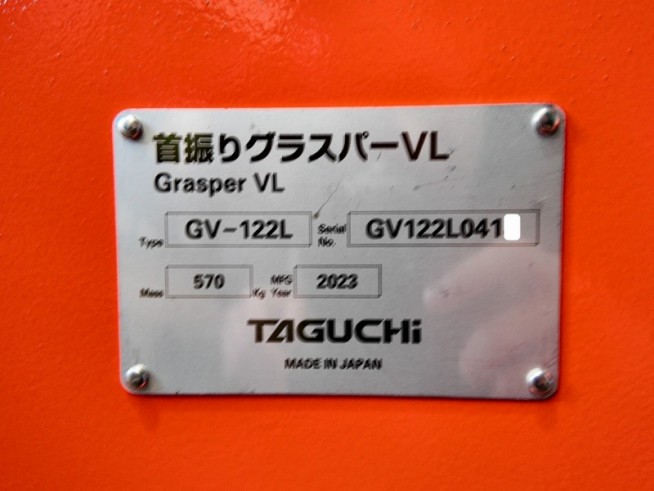 首振りグラスパーVL
Grasper VL
Type GV-122L Serial No. GV122L041
Mass 570 Kg MFG Year 2023
TAGUCHi
MADE IN JAPAN